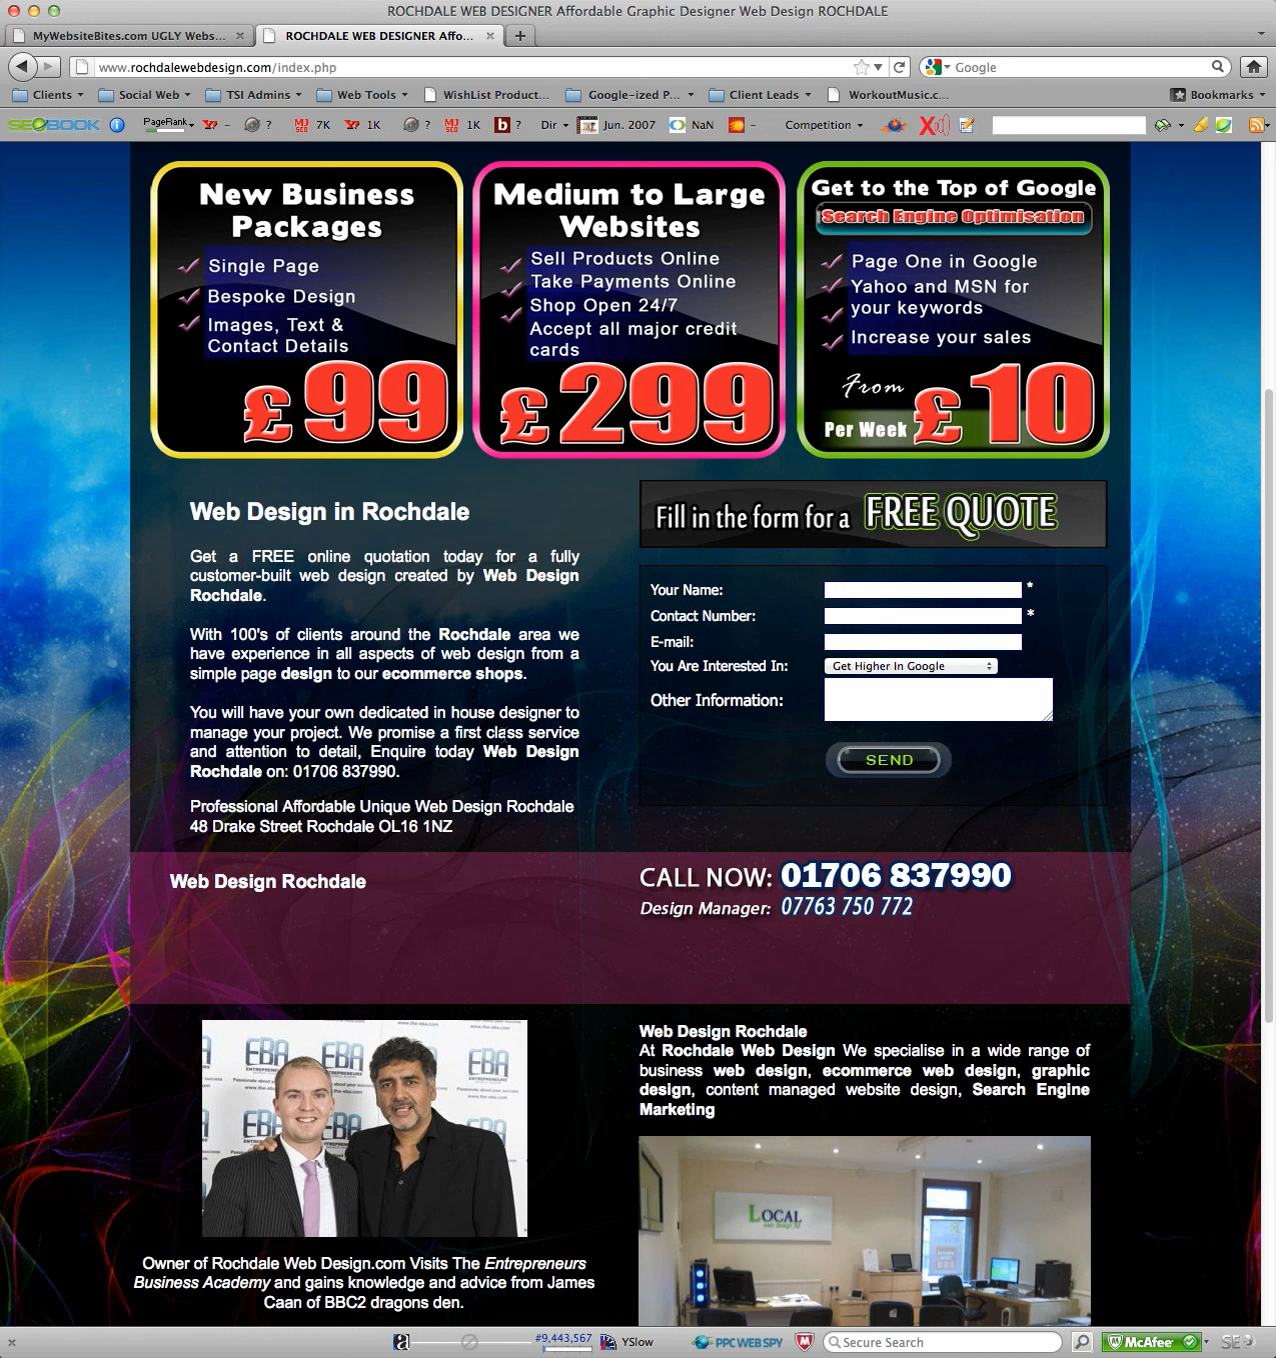 ROCHDALE WEB DESIGNER Affordable Graphic Designer Web Design ROCHDALE
MyWebsiteBites.com UGLY Webs...
ROCHDALE WEB DESIGNER Affo...
www.rochdalewebdesign.com/index.php
Google
Clients
Social Web
TSI Admins
Web Tools
WishList Product...
Google-ized P...
Client Leads
WorkoutMusic.c...
Bookmarks
SEOBOOK
PageRank
?
MJ SEO
7K
1K
?
MJ SEO
1K
b
?
Dir
Jun. 2007
NaN
Competition
New Business
Packages
Single Page
Bespoke Design
Images, Text &
Contact Details
£99
Medium to Large
Websites
Sell Products Online
Take Payments Online
Shop Open 24/7
Accept all major credit
cards
£299
Get to the Top of Google
Search Engine Optimisation
Page One in Google
Yahoo and MSN for
your keywords
Increase your sales
From
Per Week £10
Web Design in Rochdale
Get a FREE online quotation today for a fully
customer-built web design created by Web Design
Rochdale.
With 100's of clients around the Rochdale area we
have experience in all aspects of web design from a
simple page design to our ecommerce shops.
You will have your own dedicated in house designer to
manage your project. We promise a first class service
and attention to detail, Enquire today Web Design
Rochdale on: 01706 837990.
Professional Affordable Unique Web Design Rochdale
48 Drake Street Rochdale OL16 1NZ
Fill in the form for a FREE QUOTE
Your Name: *
Contact Number: *
E-mail:
You Are Interested In: Get Higher In Google
Other Information:
SEND
Web Design Rochdale
CALL NOW: 01706 837990
Design Manager: 07763 750 772
EBA
EBA
EBA
EBA
ENTREPRENEURS
www.the-eba.com
Owner of Rochdale Web Design.com Visits The Entrepreneurs
Business Academy and gains knowledge and advice from James
Caan of BBC2 dragons den.
Web Design Rochdale
At Rochdale Web Design We specialise in a wide range of
business web design, ecommerce web design, graphic
design, content managed website design, Search Engine
Marketing
LOCAL
#9,443,567
YSlow
PPC WEB SPY
Secure Search
McAfee
SEO